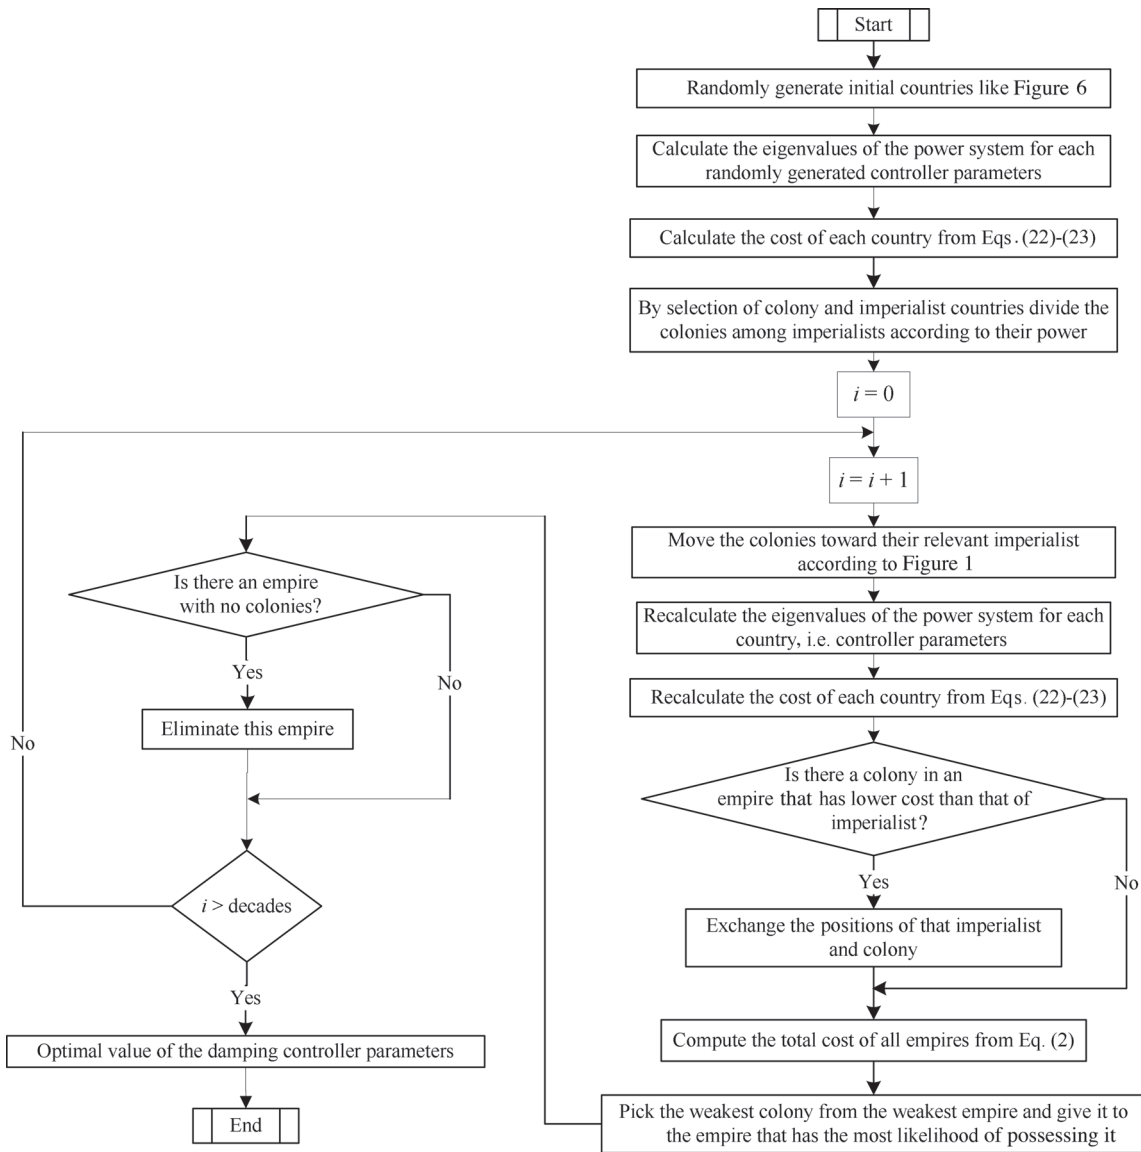 Start
Randomly generate initial countries like Figure 6
Calculate the eigenvalues of the power system for each
randomly generated controller parameters
Calculate the cost of each country from Eqs. (22)-(23)
By selection of colony and imperialist countries divide the
colonies among imperialists according to their power
i = 0
i = i + 1
Move the colonies toward their relevant imperialist
according to Figure 1
Recalculate the eigenvalues of the power system for each
country, i.e. controller parameters
Recalculate the cost of each country from Eqs. (22)-(23)
Is there a colony in an
empire that has lower cost than that of
imperialist?
No
Yes
Exchange the positions of that imperialist
and colony
Compute the total cost of all empires from Eq. (2)
Pick the weakest colony from the weakest empire and give it to
the empire that has the most likelihood of possessing it
Is there an empire
with no colonies?
Yes
No
Eliminate this empire
No
i > decades
Yes
Optimal value of the damping controller parameters
End